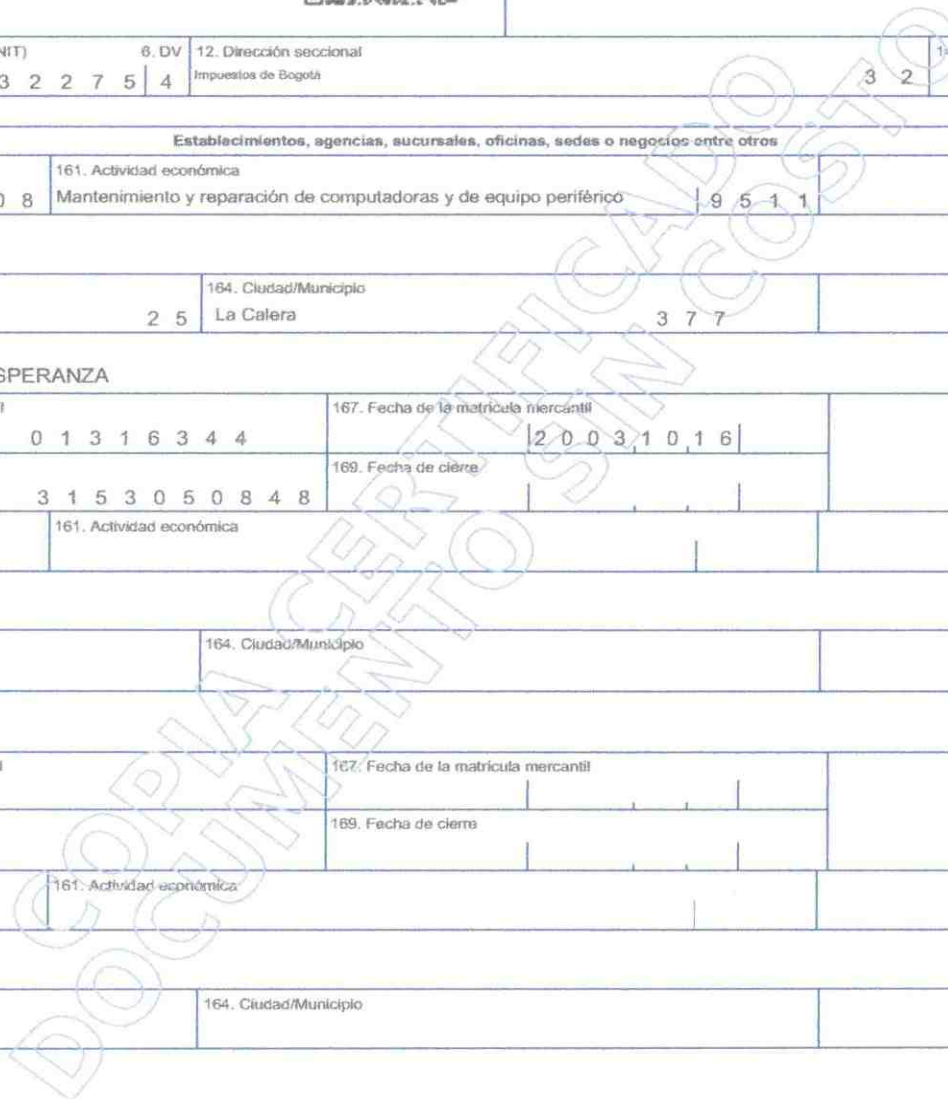 NIT) 6. DV 12. Dirección seccional
3 2 2 7 5 4 Impuestos de Bogotá 3 2
Establecimientos, agencias, sucursales, oficinas, sedes o negocios entre otros
161. Actividad económica
0 8 Mantenimiento y reparación de computadoras y de equipo periférico 9 5 1 1
164. Ciudad/Municipio
2 5 La Calera 3 7 7
SPERANZA
167. Fecha de la matrícula mercantil
0 1 3 1 6 3 4 4 2 0 0 3 1 0 1 6
169. Fecha de cierre
3 1 5 3 0 5 0 8 4 8
161. Actividad económica
164. Ciudad/Municipio
167. Fecha de la matrícula mercantil
169. Fecha de cierre
161. Actividad económica
164. Ciudad/Municipio
COPIA CERTIFICADO
DOCUMENTO SIN COSTO